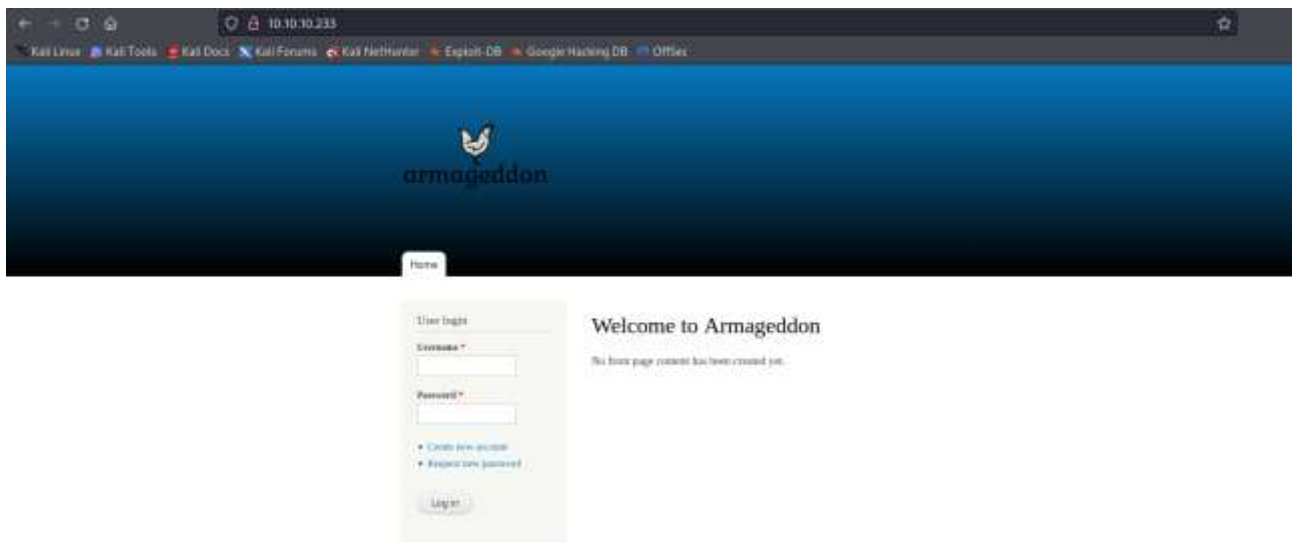 10.10.10.233
Kali Linux Kali Tools Kali Docs Kali Forums Kali NetHunter Exploit-DB Google Hacking DB OffSec
armageddon
Home
User login
Welcome to Armageddon
Username *
No front page content has been created yet.
Password *
Create new account
Request new password
Log in